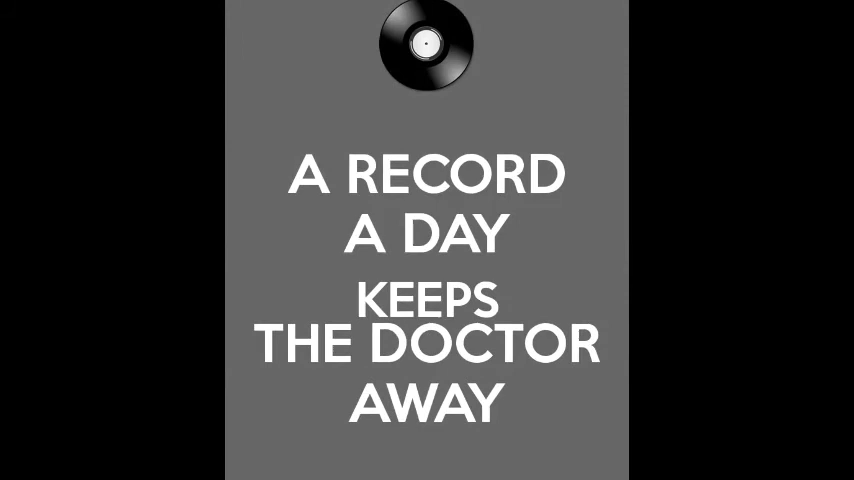 A RECORD
A DAY
KEEPS
THE DOCTOR
AWAY